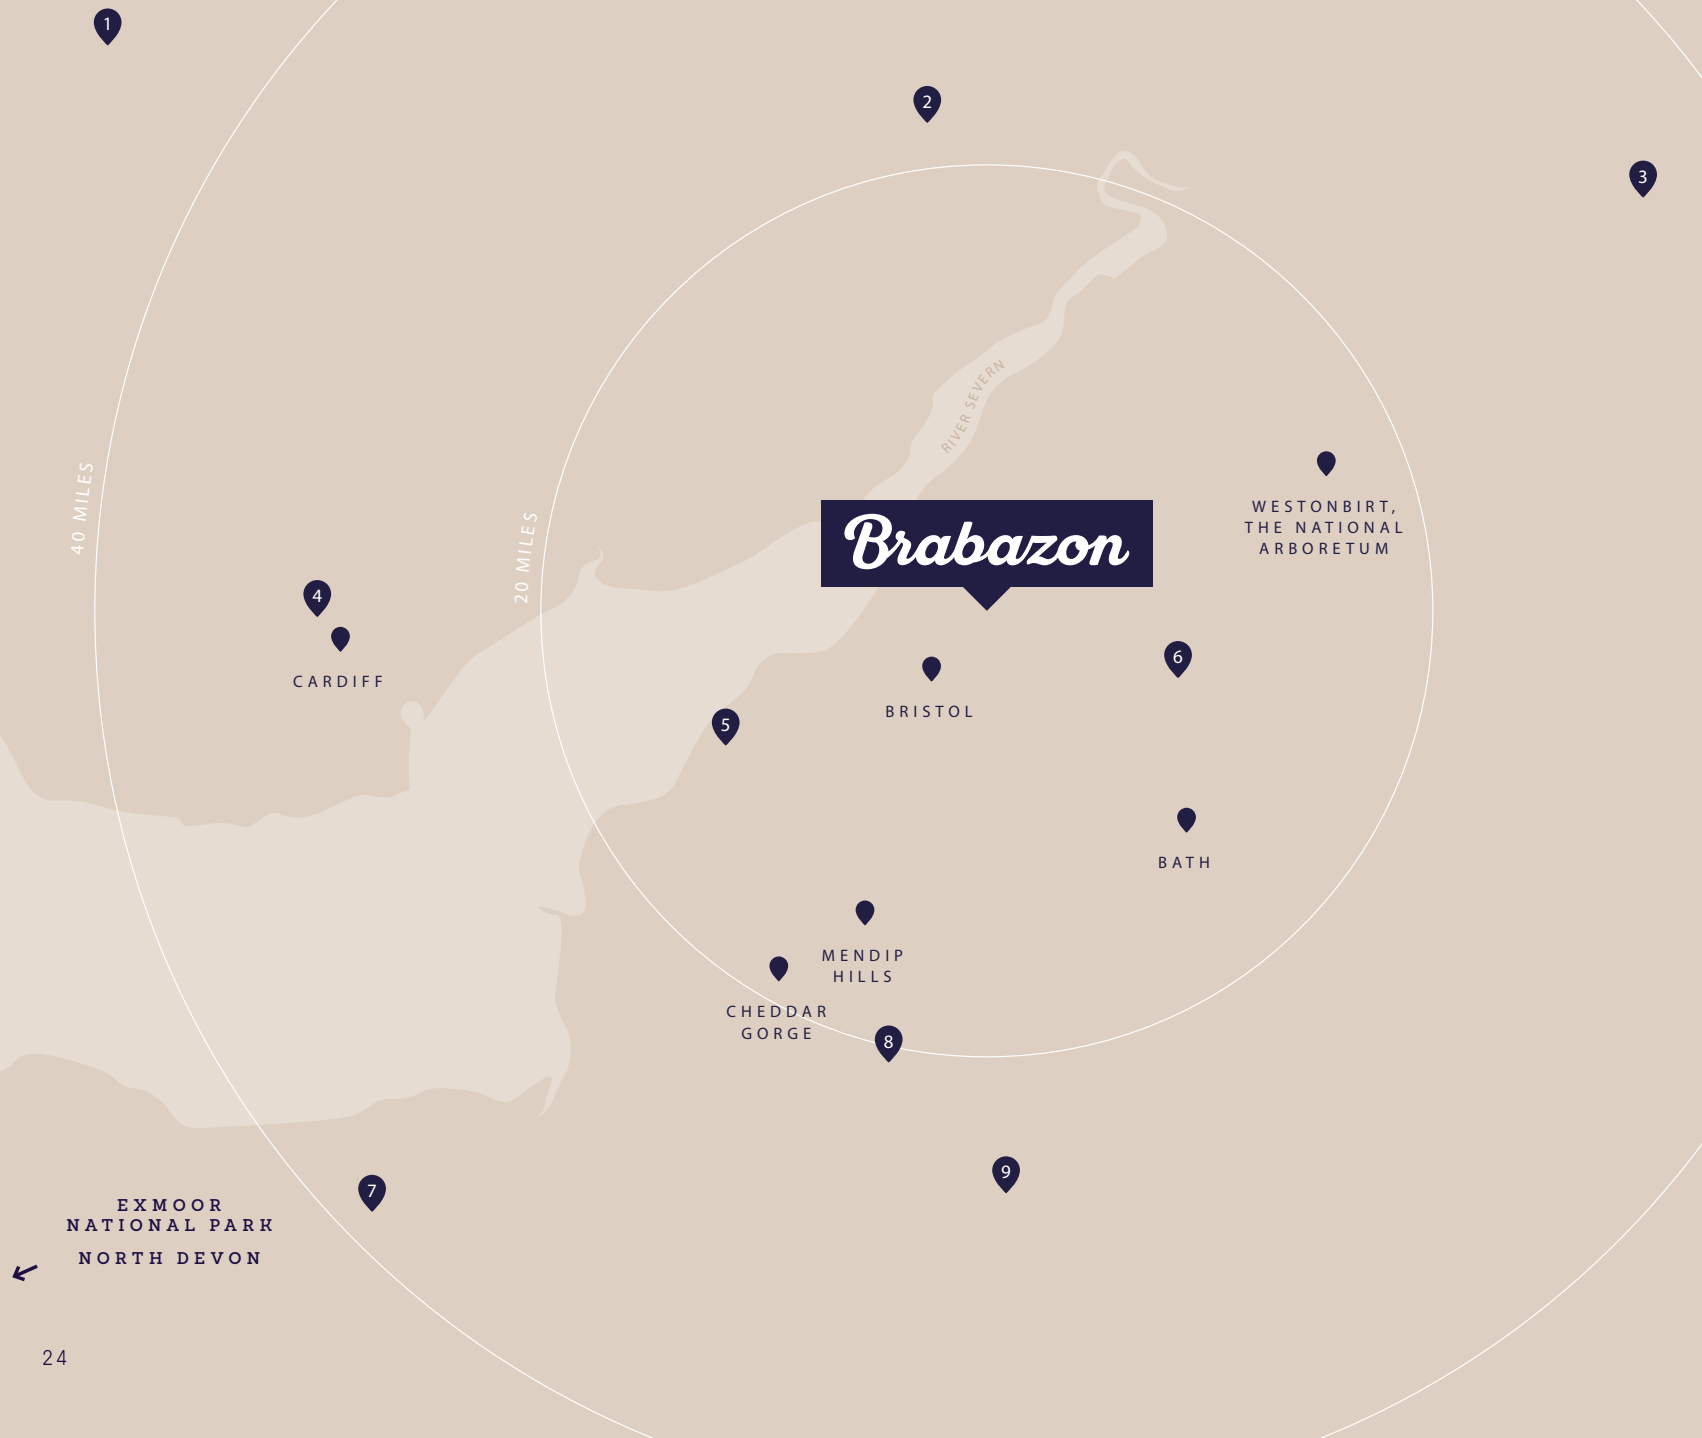 1
2
3
RIVER SEVERN
40 MILES
20 MILES
Brabazon
WESTONBIRT,
THE NATIONAL
ARBORETUM
4
CARDIFF
6
BRISTOL
5
BATH
MENDIP
HILLS
CHEDDAR
GORGE
8
9
7
EXMOOR
NATIONAL PARK
NORTH DEVON
24